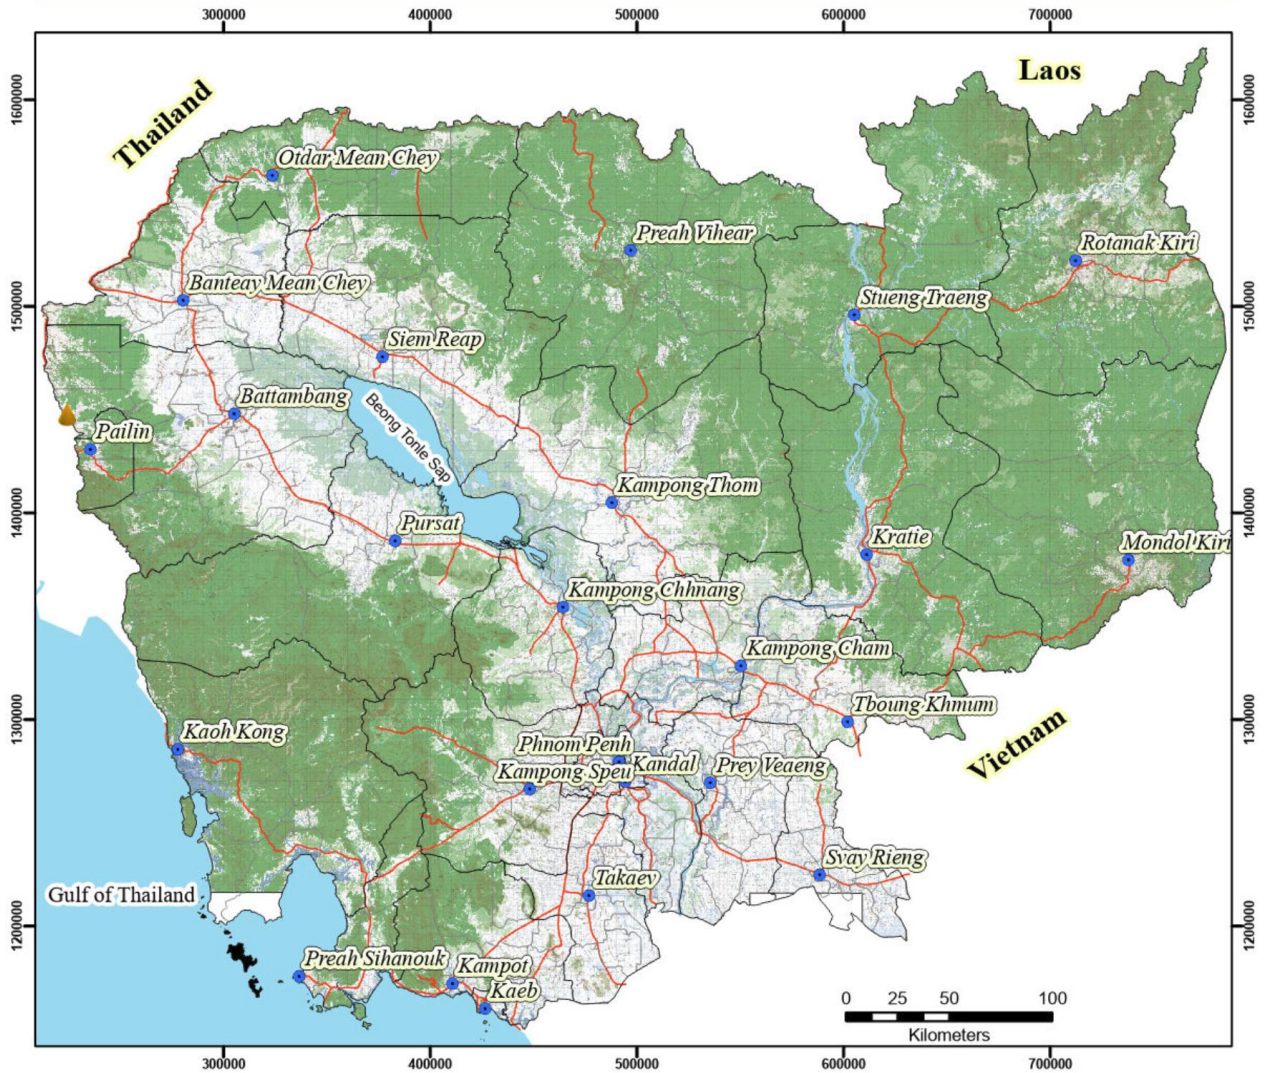 300000 400000 500000 600000 700000
Laos
1600000 1600000
Thailand
Otdar Mean Chey
Preah Vihear
Rotanak Kiri
Banteay Mean Chey
Stueng Traeng
1500000 1500000
Siem Reap
Battambang
Beong Tonle Sap
Pailin
Kampong Thom
1400000 1400000
Pursat
Kratie
Mondol Kiri
Kampong Chhnang
Kampong Cham
Tboung Khmum
1300000 1300000
Kaoh Kong
Vietnam
Phnom Penh
Kandal
Prey Veaeng
Kampong Speu
Svay Rieng
Takaev
Gulf of Thailand
1200000 1200000
Preah Sihanouk
Kampot
Kaeb
0 25 50 100
Kilometers
300000 400000 500000 600000 700000